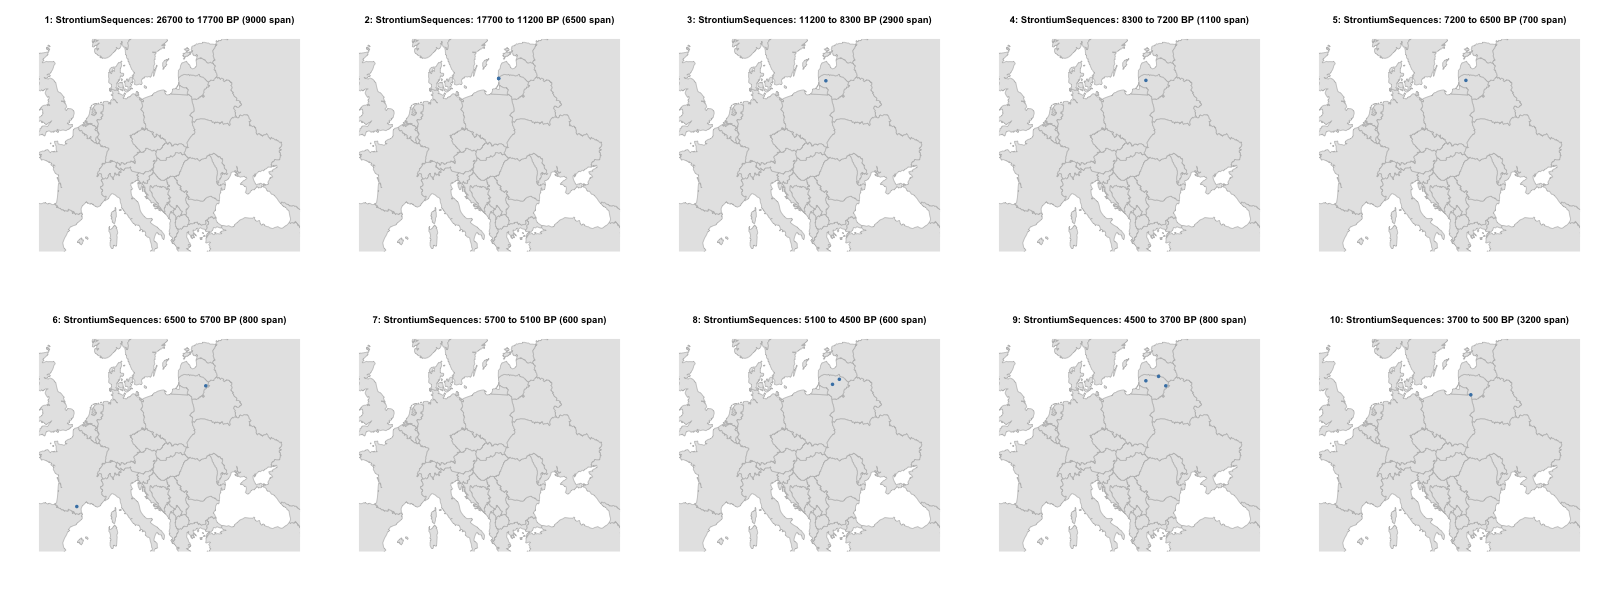 1: StrontiumSequences: 26700 to 17700 BP (9000 span)
2: StrontiumSequences: 17700 to 11200 BP (6500 span)
3: StrontiumSequences: 11200 to 8300 BP (2900 span)
4: StrontiumSequences: 8300 to 7200 BP (1100 span)
5: StrontiumSequences: 7200 to 6500 BP (700 span)
6: StrontiumSequences: 6500 to 5700 BP (800 span)
7: StrontiumSequences: 5700 to 5100 BP (600 span)
8: StrontiumSequences: 5100 to 4500 BP (600 span)
9: StrontiumSequences: 4500 to 3700 BP (800 span)
10: StrontiumSequences: 3700 to 500 BP (3200 span)